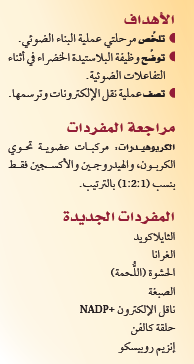 الأهداف
تلخّص مرحلتي عملية البناء الضوئي.
توضّح وظيفة البلاستيدة الخضراء في أثناء
التفاعلات الضوئية.
تصف عملية نقل الإلكترونات وترسمها.
مراجعة المفردات
الكربوهيدرات: مركبات عضوية تحوي
الكربون، والهيدروجين والأكسجين فقط
بنسب (1:2:1) بالترتيب.
المفردات الجديدة
الثايلاكويد
الغرانا
الحشوة (اللُّحمة)
الصبغة
ناقل الإلكترون NADP+
حلقة كالفن
إنزيم روبيسكو